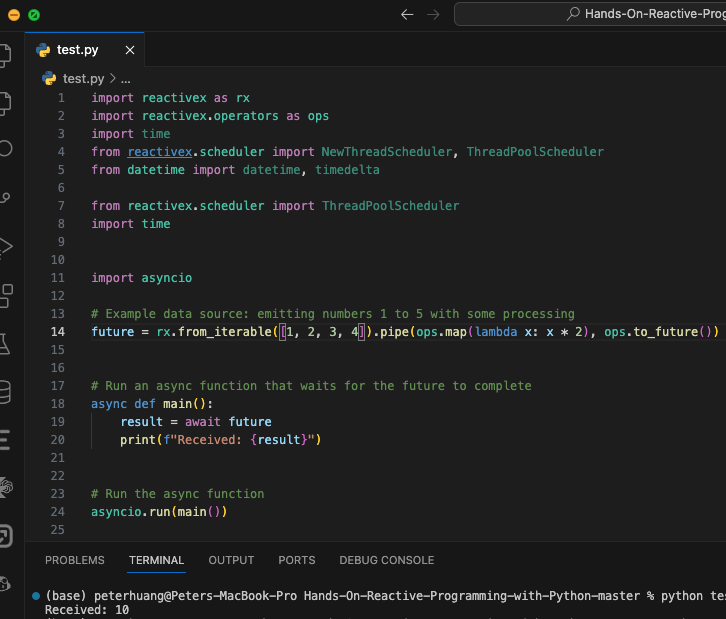 Hands-On-Reactive-Prog
test.py
test.py > ...
1 import reactivex as rx
2 import reactivex.operators as ops
3 import time
4 from reactivex.scheduler import NewThreadScheduler, ThreadPoolScheduler
5 from datetime import datetime, timedelta
6
7 from reactivex.scheduler import ThreadPoolScheduler
8 import time
9
10
11 import asyncio
12
13 # Example data source: emitting numbers 1 to 5 with some processing
14 future = rx.from_iterable([1, 2, 3, 4]).pipe(ops.map(lambda x: x * 2), ops.to_future())
15
16
17 # Run an async function that waits for the future to complete
18 async def main():
19 result = await future
20 print(f"Received: {result}")
21
22
23 # Run the async function
24 asyncio.run(main())
25
PROBLEMS TERMINAL OUTPUT PORTS DEBUG CONSOLE
(base) peterhuang@Peters-MacBook-Pro Hands-On-Reactive-Programming-with-Python-master % python tes
Received: 10